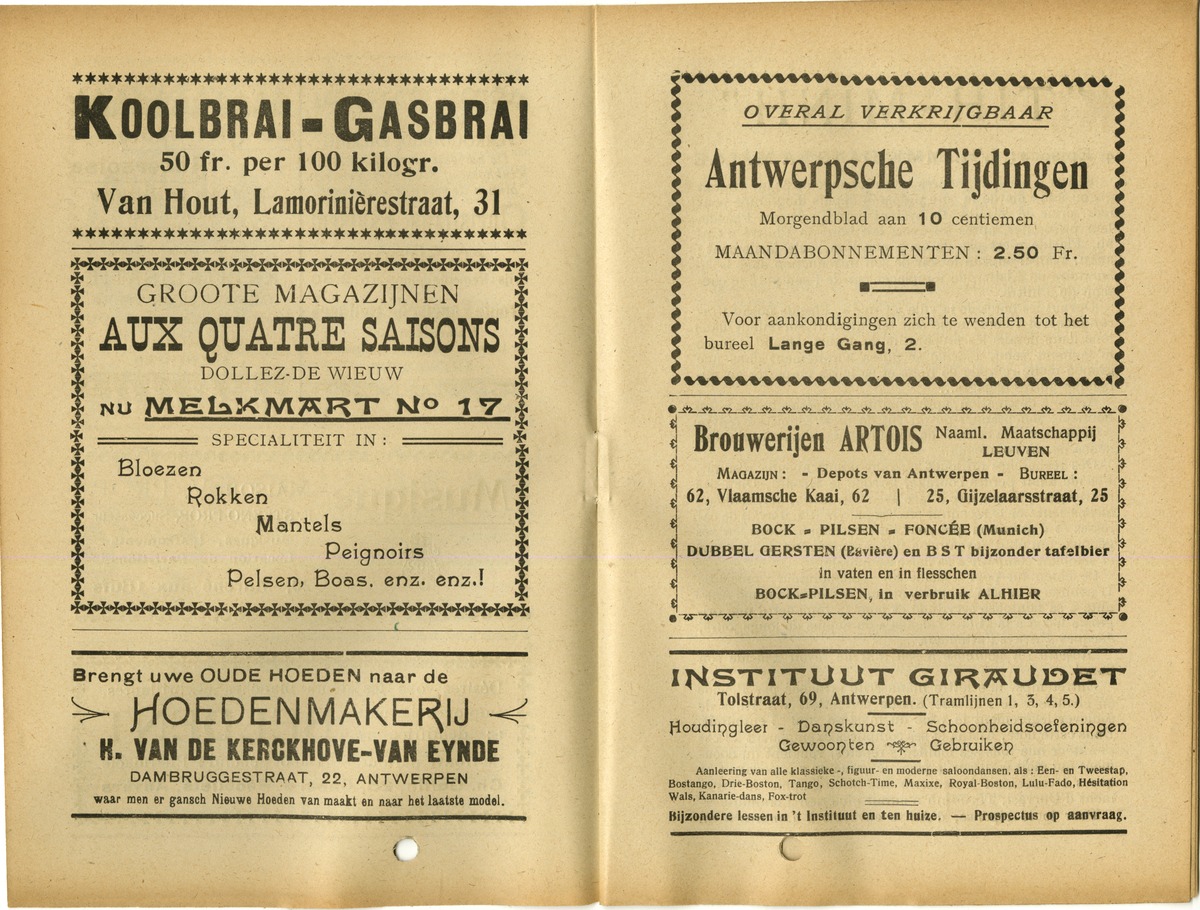 KOOLBRAI-GASBRAI
50 fr. per 100 kilogr.
Van Hout, Lamorinièrestraat, 31
GROOTE MAGAZIJNEN
AUX QUATRE SAISONS
DOLLEZ-DE WIEUW
NU MELKMART No 17
SPECIALITEIT IN :
Bloezen
Rokken
Mantels
Peignoirs
Pelsen, Boas. enz. enz.!
Brengt uwe OUDE HOEDEN naar de
HOEDENMAKERIJ
H. VAN DE KERCKHOVE-VAN EYNDE
DAMBRUGGESTRAAT, 22, ANTWERPEN
waar men er gansch Nieuwe Hoeden van maakt en naar het laatste model.
OVERAL VERKRIJGBAAR
Antwerpsche Tijdingen
Morgendblad aan 10 centiemen
MAANDABONNEMENTEN : 2.50 Fr.
Voor aankondigingen zich te wenden tot het
bureel Lange Gang, 2.
Brouwerijen ARTOIS Naaml. Maatschappij
LEUVEN
MAGAZIJN : - Depots van Antwerpen - BUREEL :
62, Vlaamsche Kaai, 62 | 25, Gijzelaarsstraat, 25
BOCK = PILSEN = FONCÉE (Munich)
DUBBEL GERSTEN (Bavière) en B S T bijzonder tafelbier
in vaten en in flesschen
BOCK=PILSEN, in verbruik ALHIER
INSTITUUT GIRAUDET
Tolstraat, 69, Antwerpen. (Tramlijnen 1, 3, 4, 5.)
Houdingleer - Danskunst - Schoonheidsoefeningen
Gewoonten Gebruiken
Aanleering van alle klassieke-, figuur- en moderne saloondansen, als : Een- en Tweestap,
Bostango, Drie-Boston, Tango, Schotch-Time, Maxixe, Royal-Boston, Lulu-Fado, Hésitation
Wals, Kanarie-dans, Fox-trot
Bijzondere lessen in 't Instituut en ten huize. — Prospectus op aanvraag.